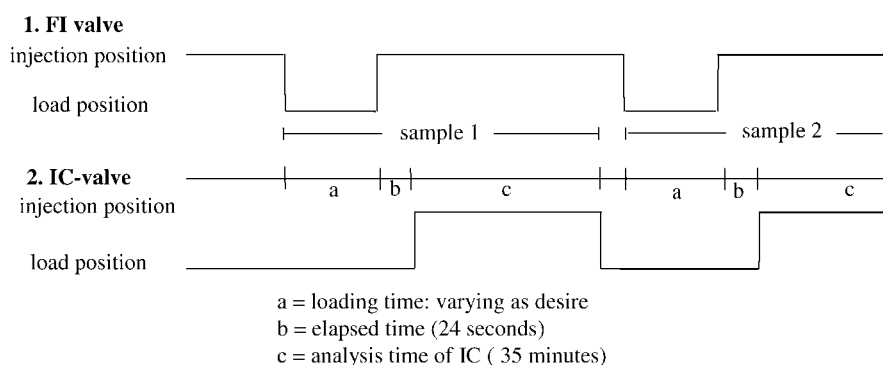 1. FI valve
injection position
load position
sample 1
sample 2
2. IC-valve
a
b
c
a
b
c
injection position
load position
a = loading time: varying as desire
b = elapsed time (24 seconds)
c = analysis time of IC ( 35 minutes)